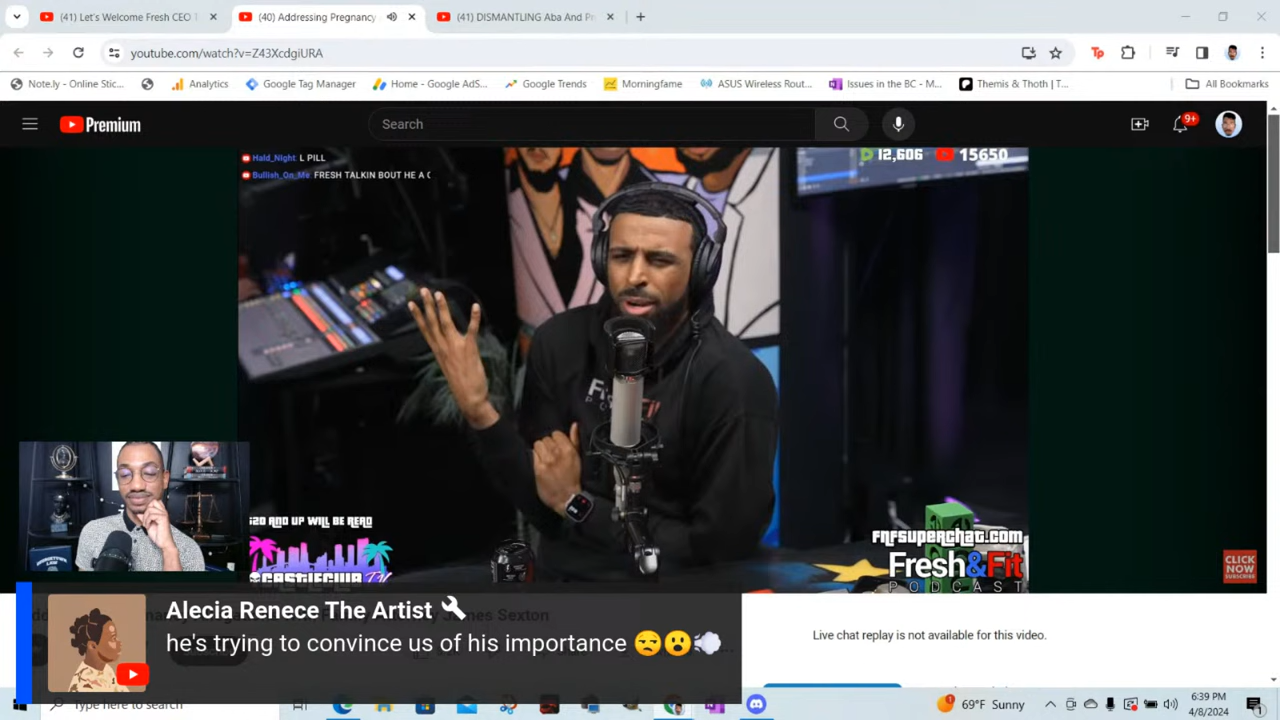 (41) Let's Welcome Fresh CEO
(40) Addressing Pregnancy
(41) DISMANTLING Aba And Pr
youtube.com/watch?v=Z43XcdgiURA
Note.ly - Online Stic...
Analytics
Google Tag Manager
Home - Google AdS...
Google Trends
Morningfame
ASUS Wireless Rout...
Issues in the BC - M...
Themis & Thoth | T...
All Bookmarks
Premium
Search
9+
Hald_Night: L PILL
Bullish_On_Me: FRESH TALKIN BOUT HE A
12,606
15650
$20 AND UP WILL BE READ
CASTLECLUB TV
FNFSUPERCHAT.COM
Fresh&Fit
PODCAST
CLICK
NOW
SUBSCRIBE
James Sexton
Alecia Renece The Artist 🔧
he's trying to convince us of his importance 😒😮💨
Live chat replay is not available for this video.
Type here to search
69°F Sunny
6:39 PM
4/8/2024